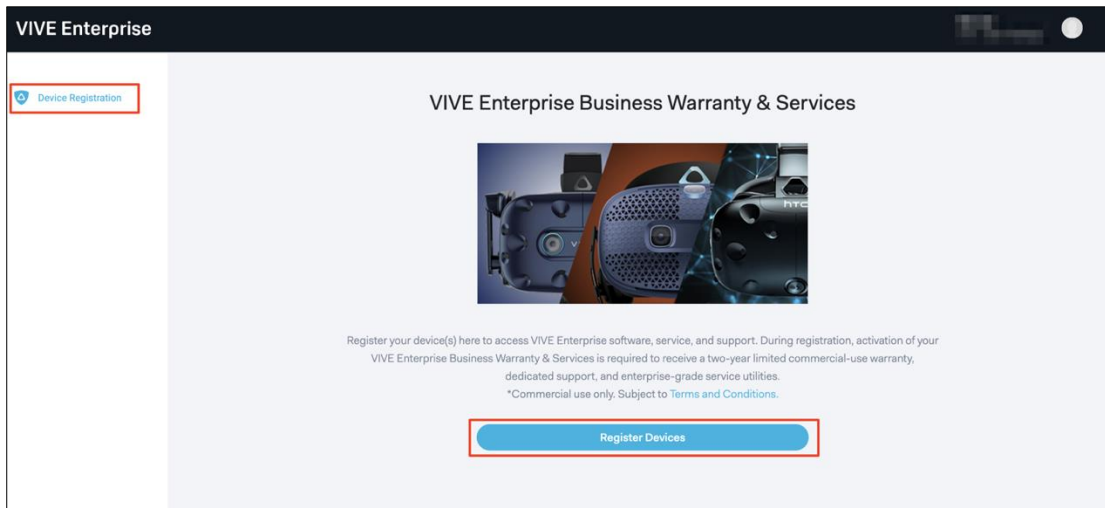 VIVE Enterprise
Device Registration
VIVE Enterprise Business Warranty & Services
hTC
Register your device(s) here to access VIVE Enterprise software, service, and support. During registration, activation of your
VIVE Enterprise Business Warranty & Services is required to receive a two-year limited commercial-use warranty,
dedicated support, and enterprise-grade service utilities.
*Commercial use only. Subject to Terms and Conditions.
Register Devices